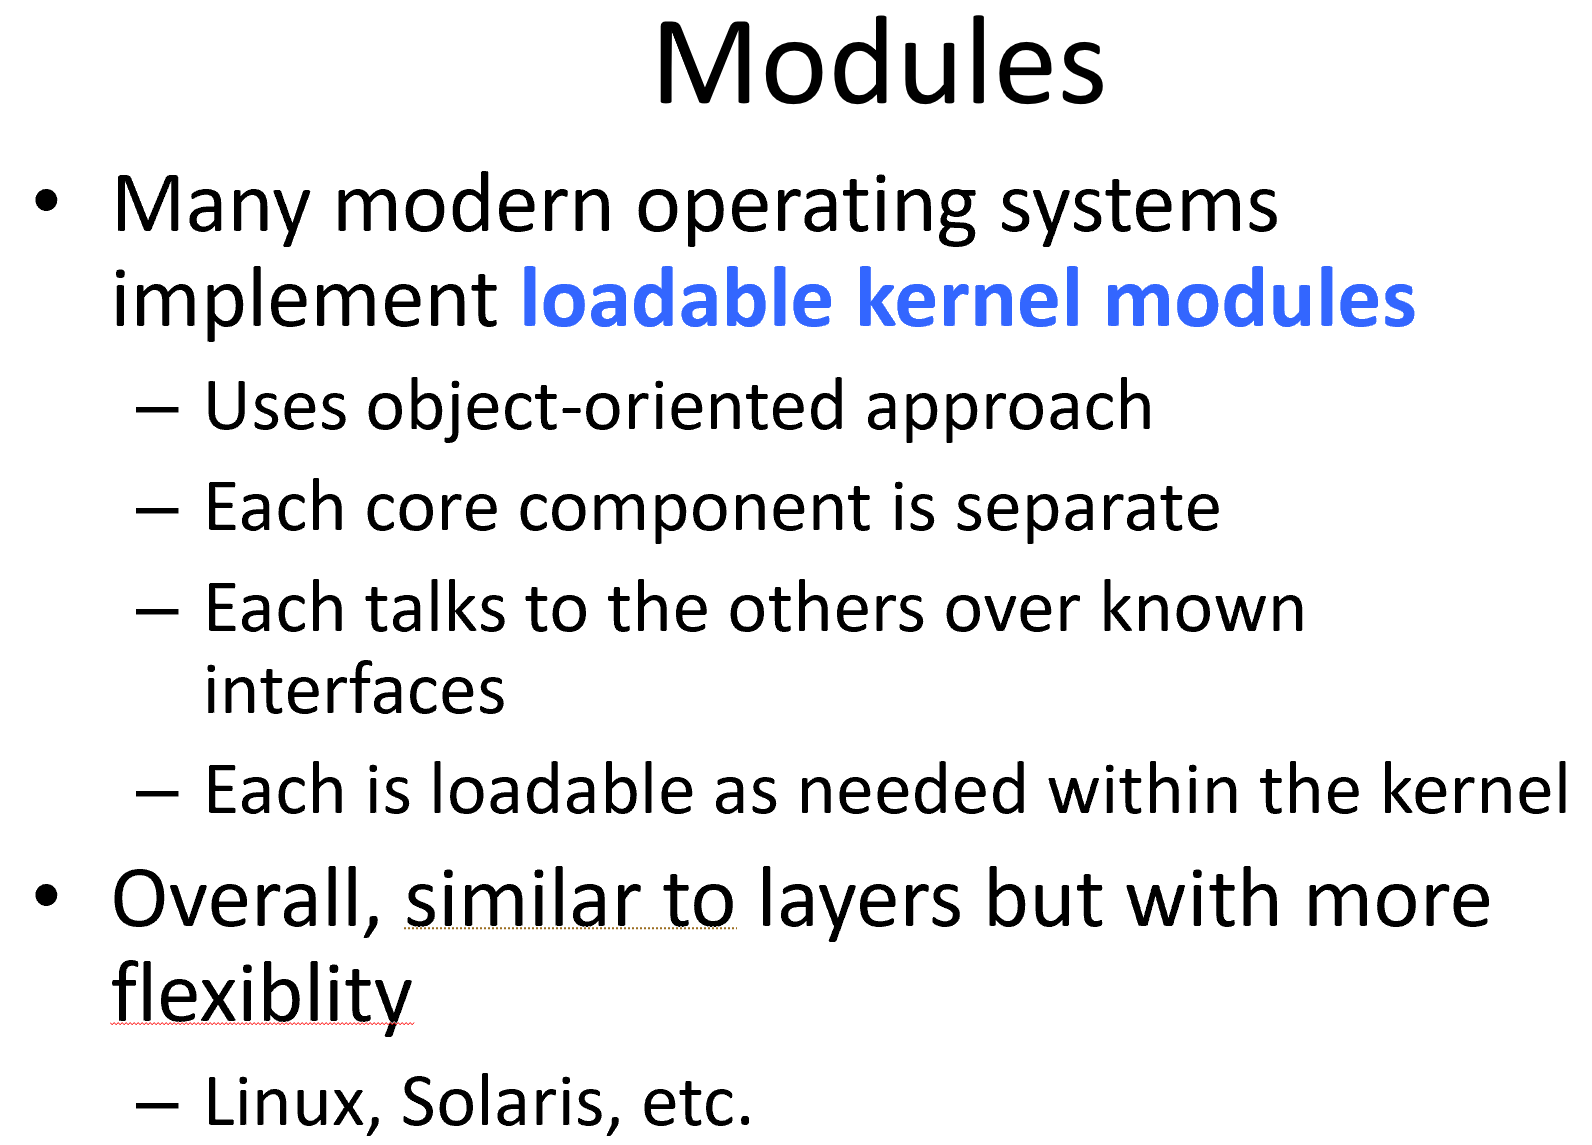 Modules
• Many modern operating systems
implement loadable kernel modules
– Uses object-oriented approach
– Each core component is separate
– Each talks to the others over known
interfaces
– Each is loadable as needed within the kernel
• Overall, similar to layers but with more
flexiblity
– Linux, Solaris, etc.